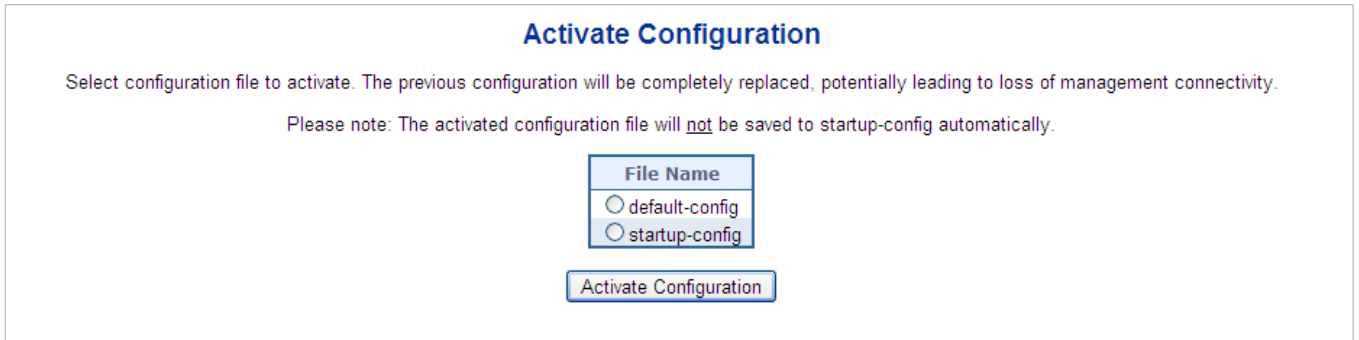 Activate Configuration
Select configuration file to activate. The previous configuration will be completely replaced, potentially leading to loss of management connectivity.
Please note: The activated configuration file will not be saved to startup-config automatically.
File Name
default-config
startup-config
Activate Configuration